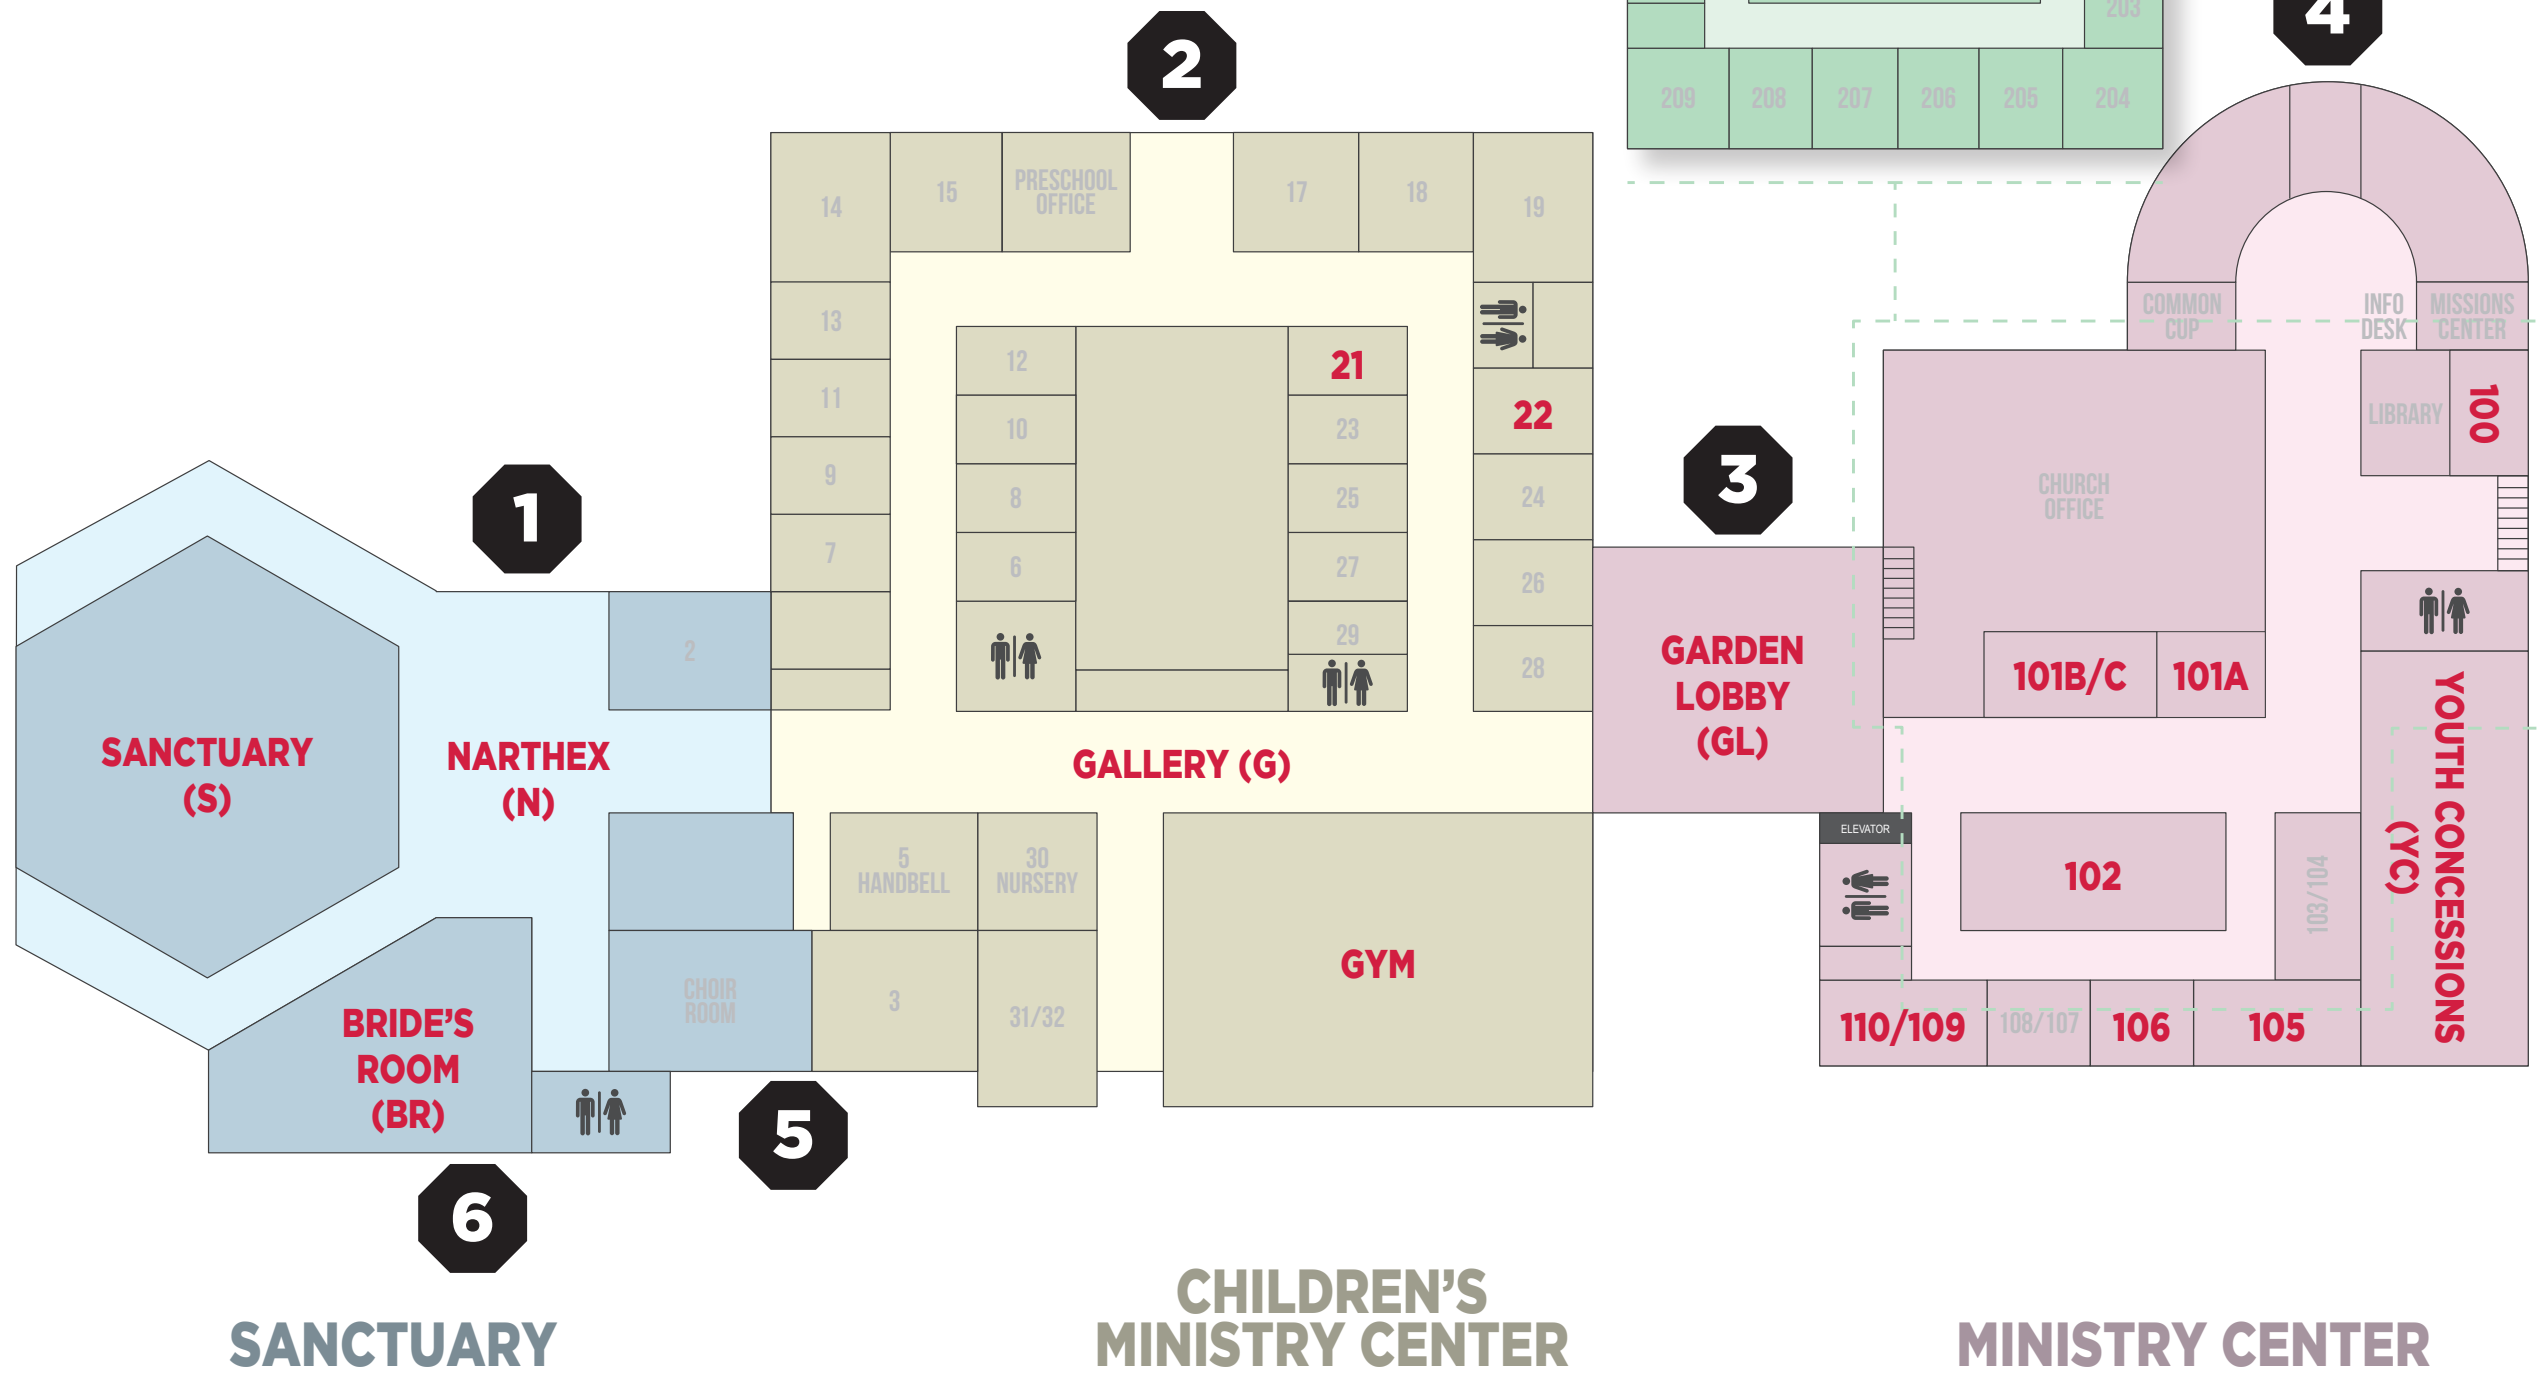 203
4
2
209
208
207
206
205
204
14
15
PRESCHOOL
OFFICE
17
18
19
13
12
21
COMMON
CUP
INFO
DESK
MISSIONS
CENTER
11
10
23
22
LIBRARY
100
9
8
25
24
3
CHURCH
OFFICE
1
7
6
27
26
2
29
28
GARDEN
LOBBY
(GL)
101B/C
101A
SANCTUARY
(S)
NARTHEX
(N)
GALLERY (G)
YOUTH CONCESSIONS
(YC)
ELEVATOR
5
HANDBELL
30
NURSERY
102
103/104
GYM
CHOIR
ROOM
3
31/32
BRIDE'S
ROOM
(BR)
110/109
108/107
106
105
5
6
SANCTUARY
CHILDREN'S
MINISTRY CENTER
MINISTRY CENTER